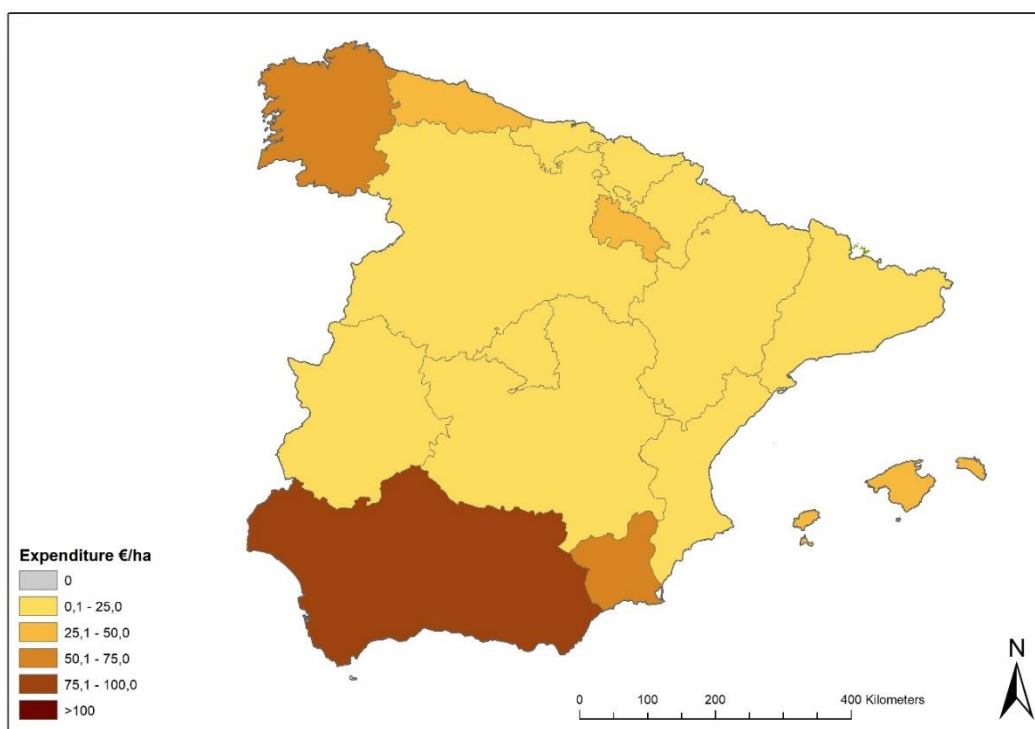 Expenditure €/ha
0
0,1 - 25,0
25,1 - 50,0
50,1 - 75,0
75,1 - 100,0
>100
N
0 100 200 400 Kilometers